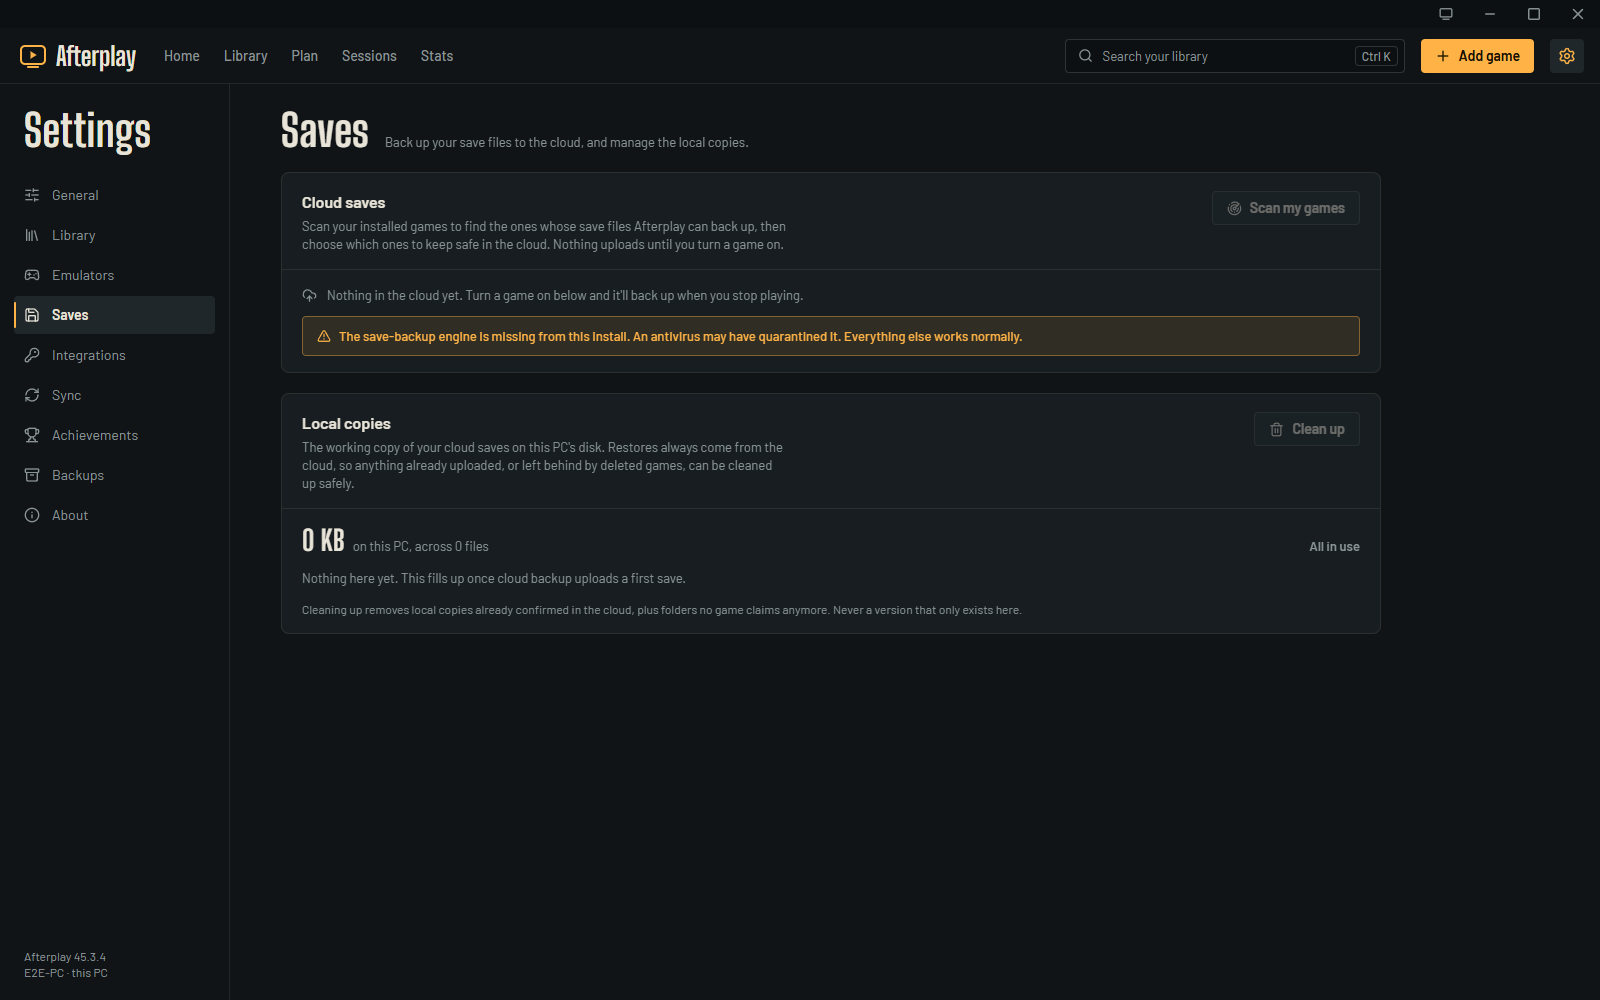 Afterplay
Home
Library
Plan
Sessions
Stats
Search your library
Ctrl K
Add game
Settings
General
Library
Emulators
Saves
Integrations
Sync
Achievements
Backups
About
Saves
Back up your save files to the cloud, and manage the local copies.
Cloud saves
Scan your installed games to find the ones whose save files Afterplay can back up, then
choose which ones to keep safe in the cloud. Nothing uploads until you turn a game on.
Scan my games
Nothing in the cloud yet. Turn a game on below and it'll back up when you stop playing.
The save-backup engine is missing from this install. An antivirus may have quarantined it. Everything else works normally.
Local copies
The working copy of your cloud saves on this PC's disk. Restores always come from the
cloud, so anything already uploaded, or left behind by deleted games, can be cleaned
up safely.
Clean up
0 KB on this PC, across 0 files
All in use
Nothing here yet. This fills up once cloud backup uploads a first save.
Cleaning up removes local copies already confirmed in the cloud, plus folders no game claims anymore. Never a version that only exists here.
Afterplay 45.3.4
E2E-PC · this PC